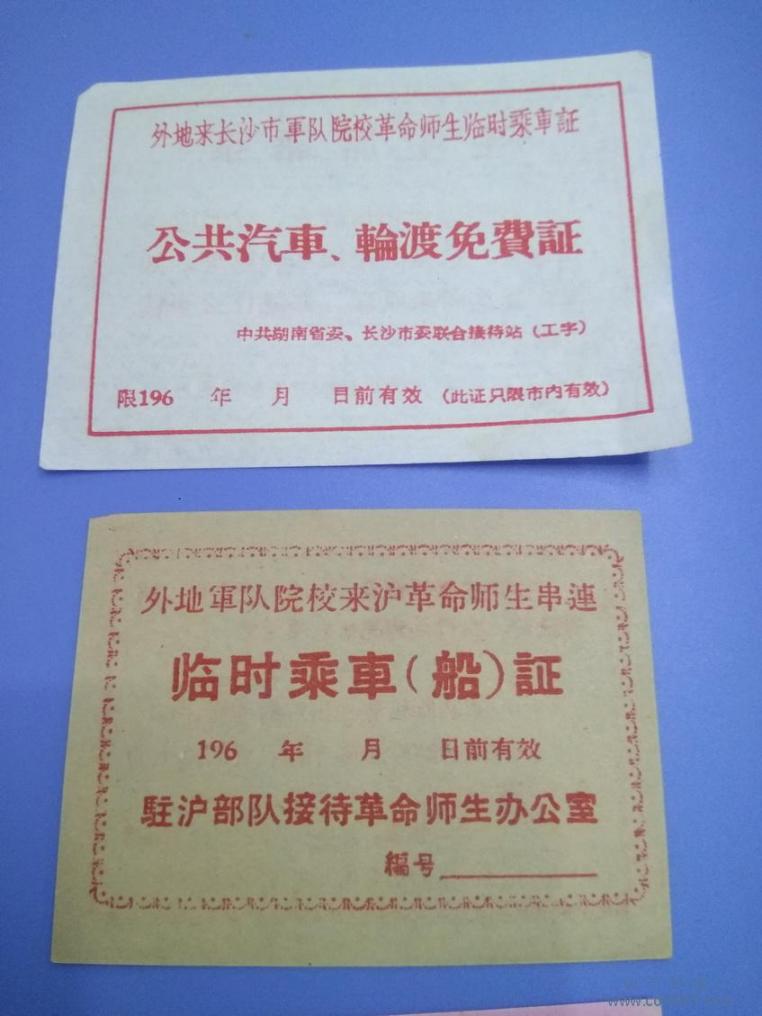 外地来长沙市軍队院校革命师生临时乘車証
公共汽車、輪渡免費証
中共湖南省委、长沙市委联合接待站（工字）
限196 年 月 日前有效（此证只限市内有效）
外地軍队院校来沪革命师生串連
临时乘車（船）証
196 年 月 日前有效
駐沪部队接待革命师生办公室
編号